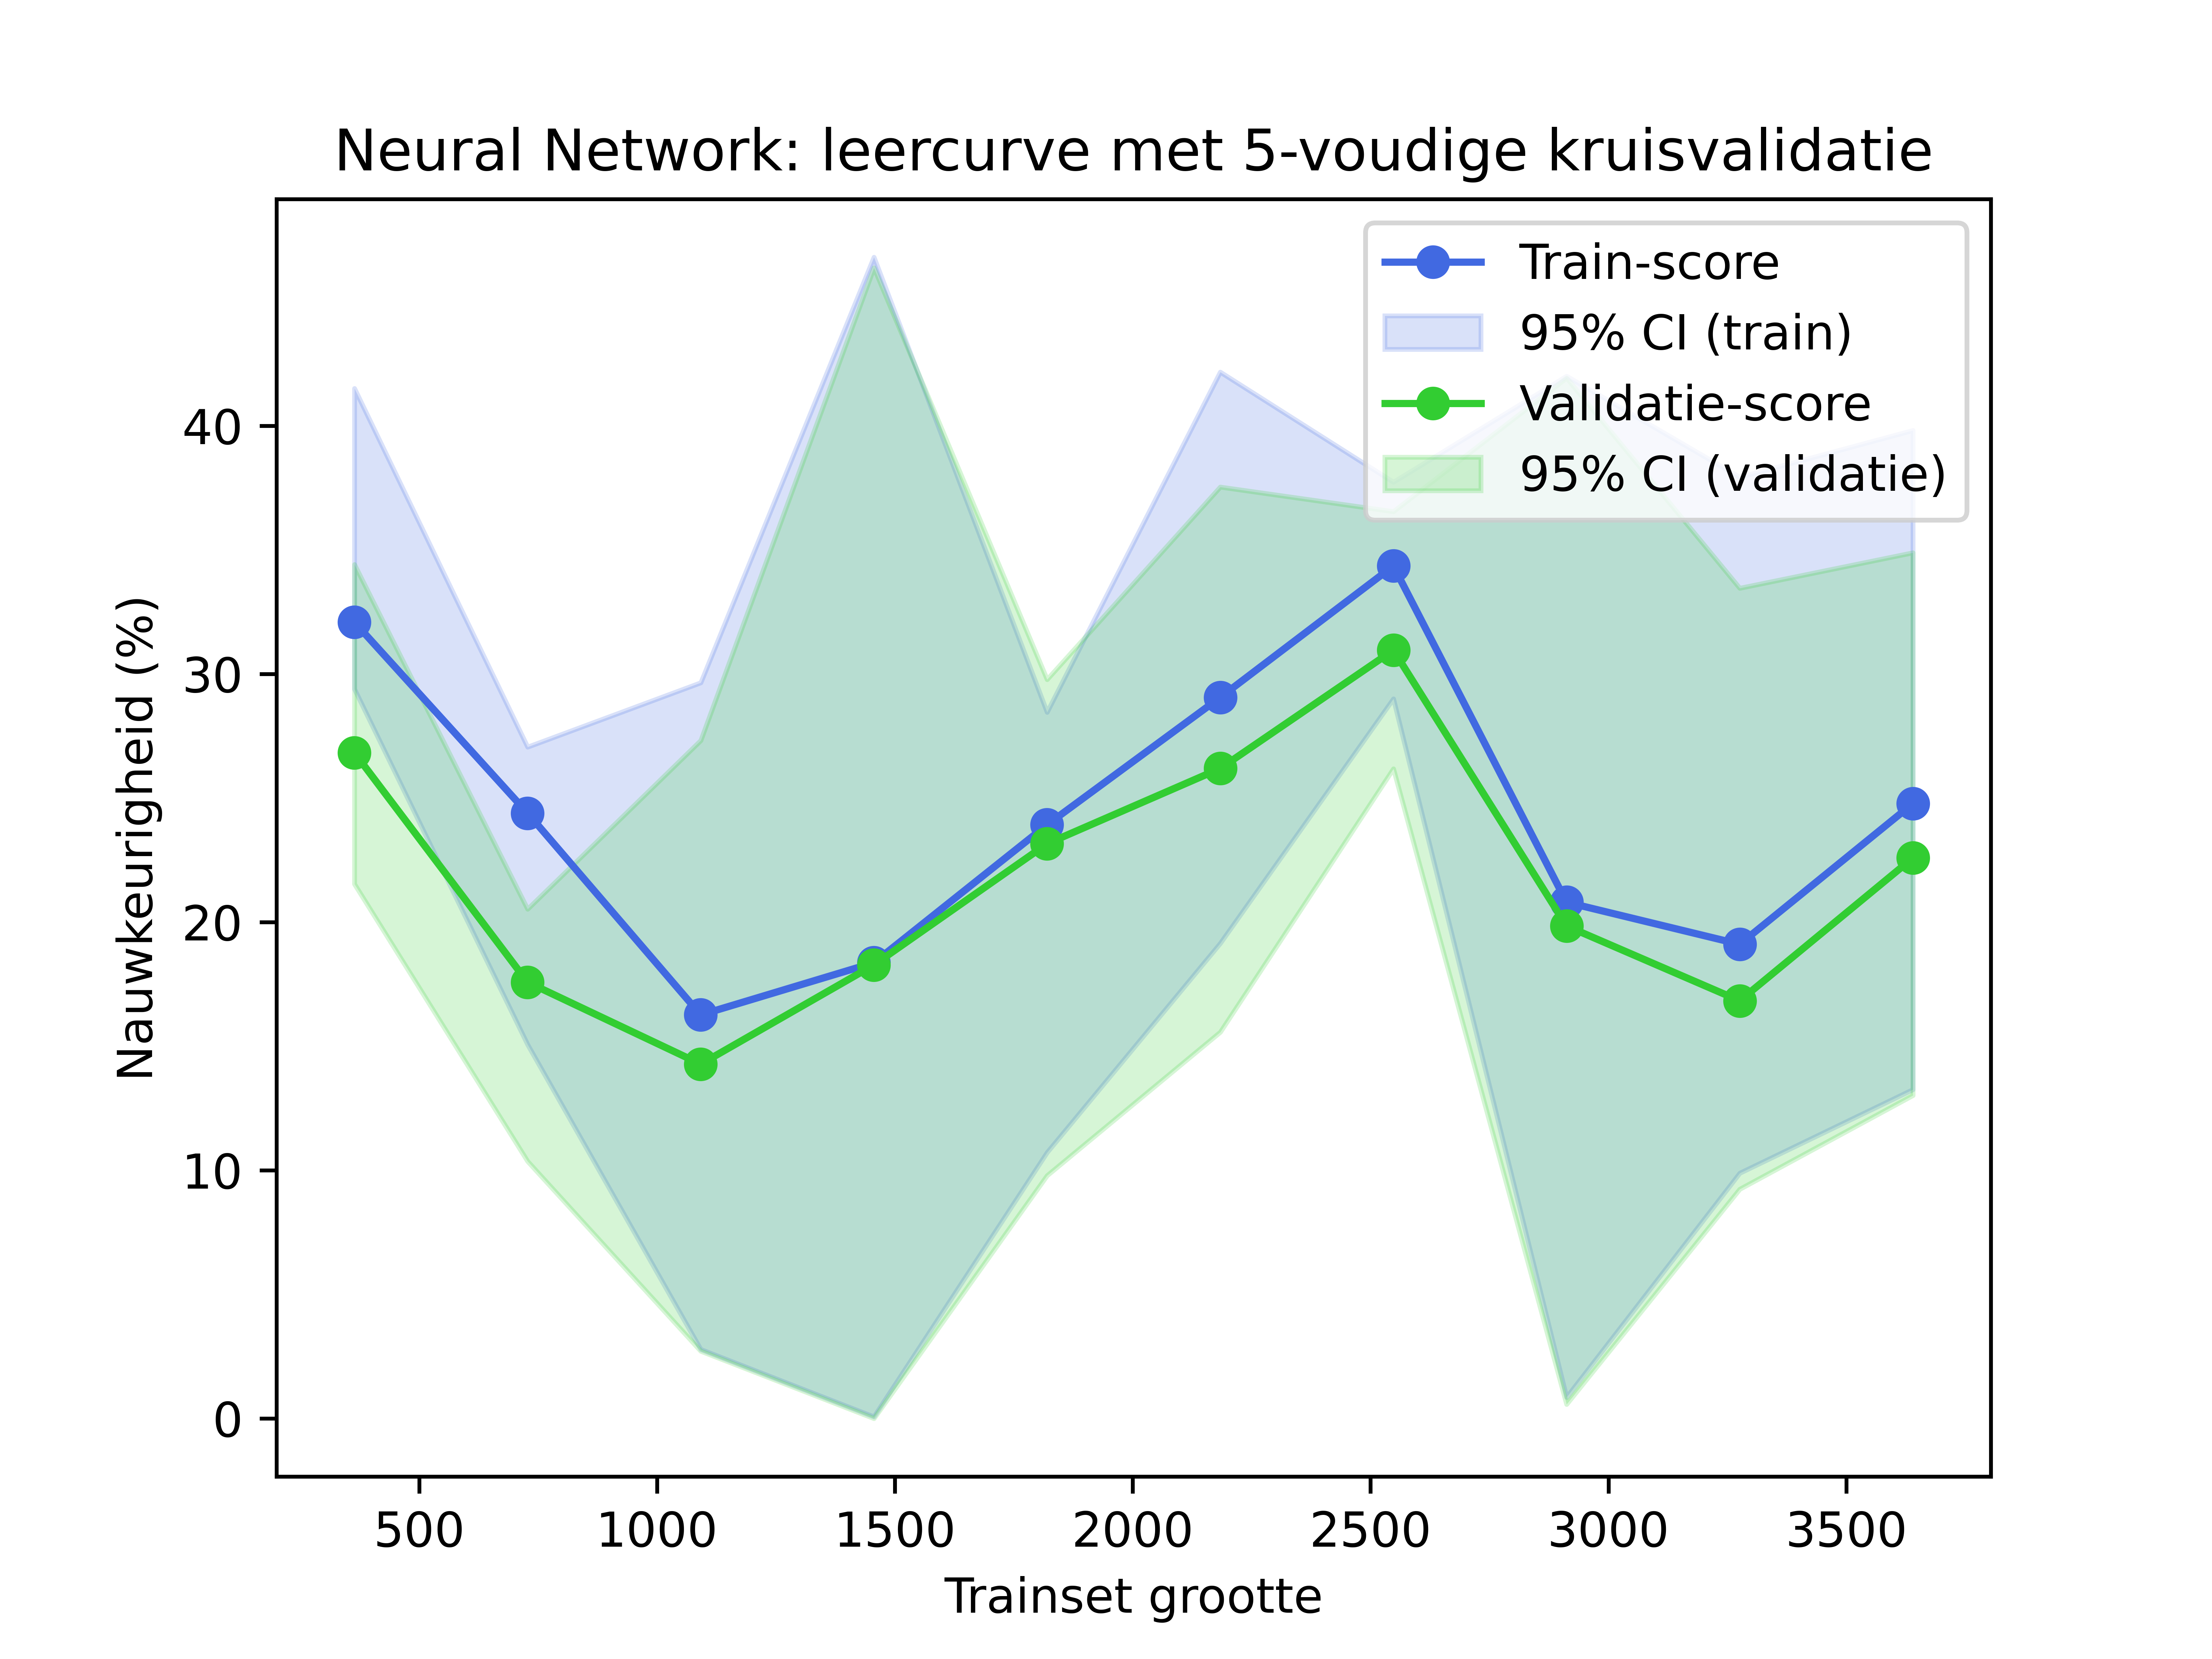 Neural Network: leercurve met 5-voudige kruisvalidatie
Train-score
95% CI (train)
Validatie-score
95% CI (validatie)
Nauwkeurigheid (%)
40
30
20
10
0
500 1000 1500 2000 2500 3000 3500
Trainset grootte